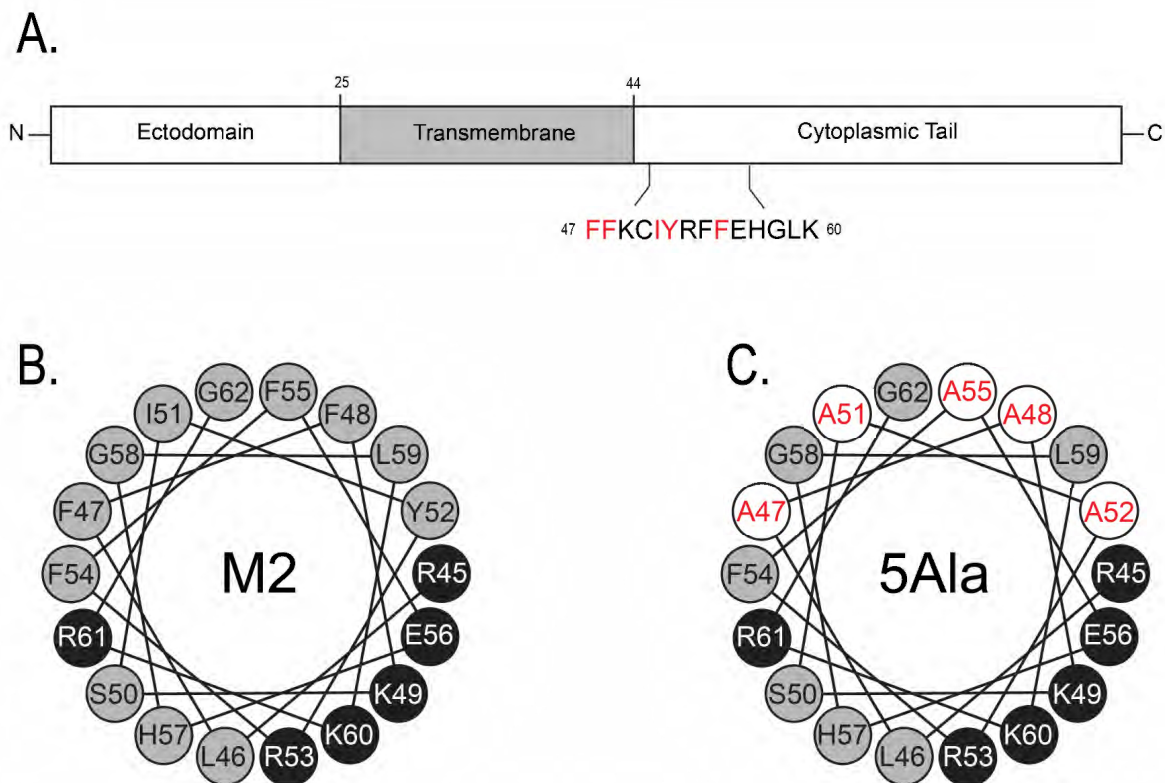 A.
25 44
N Ectodomain Transmembrane Cytoplasmic Tail C
47 FFKCIYRFFEHGLK 60
B.
G62 F55
I51 F48
G58 L59
F47 Y52
F54 M2 R45
R61 E56
S50 K49
H57 K60
L46 R53
C.
G62 A55
A51 A48
G58 L59
A47 A52
F54 5Ala R45
R61 E56
S50 K49
H57 K60
L46 R53